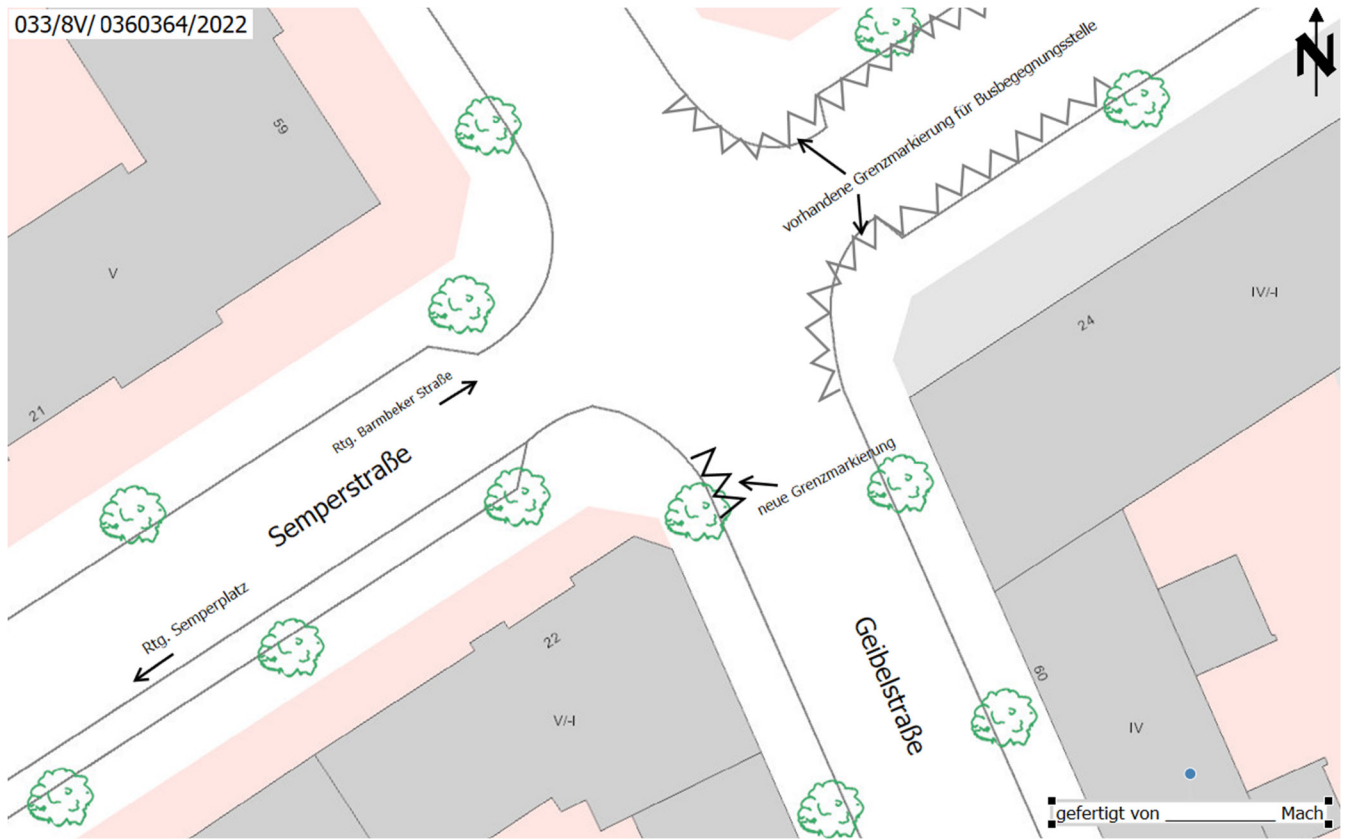 033/8V/ 0360364/2022
N
vorhandene Grenzmarkierung für Busbegegnungsstelle
59
V
IV/-I
24
21
Rtg. Barmbeker Straße
Semperstraße
neue Grenzmarkierung
Rtg. Semperplatz
22
V/-I
Geibelstraße
60
IV
gefertigt von ____________ Mach